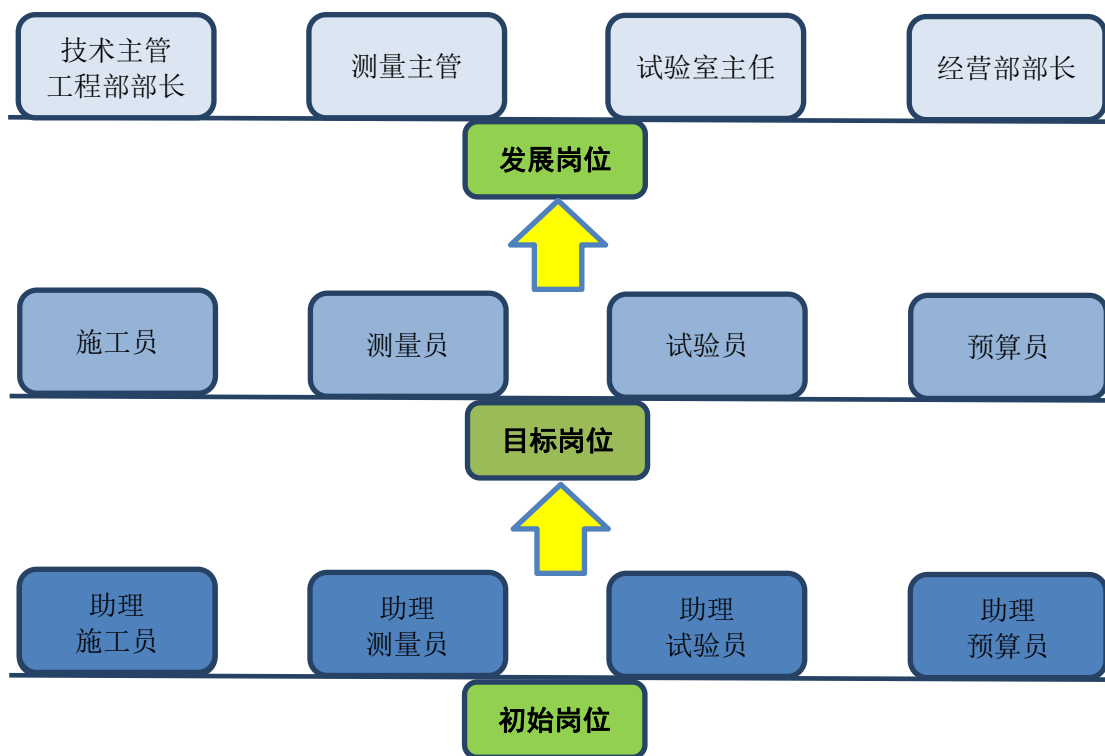 技术主管
工程部部长
测量主管
试验室主任
经营部部长
发展岗位
施工员
测量员
试验员
预算员
目标岗位
助理
施工员
助理
测量员
助理
试验员
助理
预算员
初始岗位